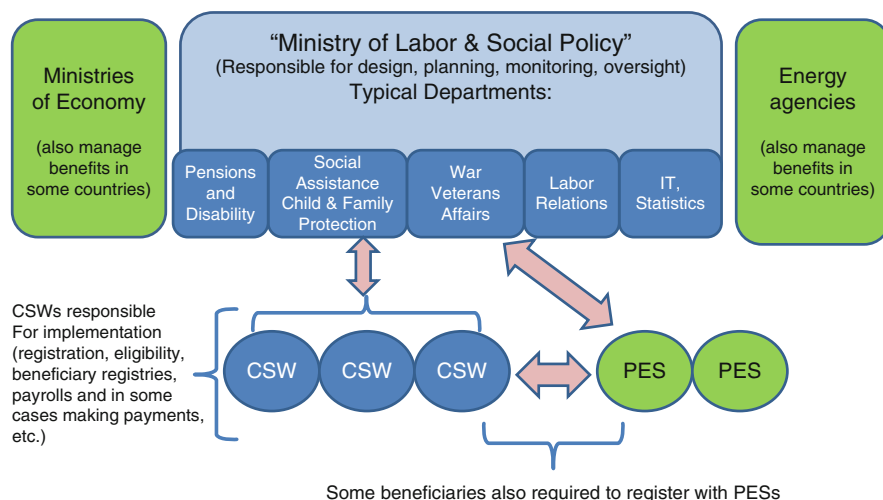 Ministries
of Economy
(also manage
benefits in
some countries)
“Ministry of Labor & Social Policy”
(Responsible for design, planning, monitoring, oversight)
Typical Departments:
Energy
agencies
(also manage
benefits in
some countries)
Pensions
and
Disability
Social
Assistance
Child & Family
Protection
War
Veterans
Affairs
Labor
Relations
IT,
Statistics
CSWs responsible
For implementation
(registration, eligibility,
beneficiary registries,
payrolls and in some
cases making payments,
etc.)
CSW
CSW
CSW
PES
PES
Some beneficiaries also required to register with PESs